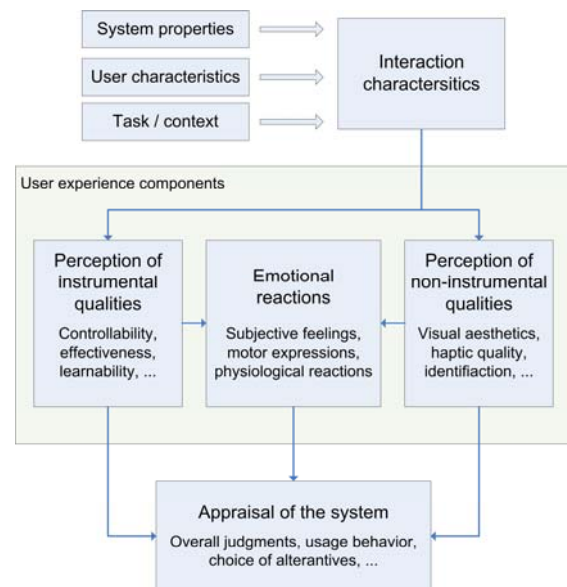 System properties
User characteristics
Task / context
Interaction
charactersitics
User experience components
Perception of
instrumental
qualities
Controllability,
effectiveness,
learnability, ...
Emotional
reactions
Subjective feelings,
motor expressions,
physiological reactions
Perception of
non-instrumental
qualities
Visual aesthetics,
haptic quality,
identifiaction, ...
Appraisal of the system
Overall judgments, usage behavior,
choice of alterantives, ...